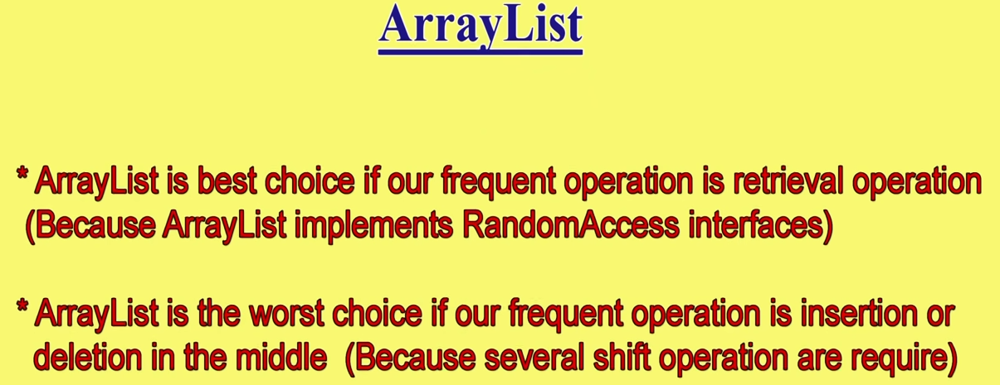 ArrayList
* ArrayList is best choice if our frequent operation is retrieval operation
(Because ArrayList implements RandomAccess interfaces)
* ArrayList is the worst choice if our frequent operation is insertion or
deletion in the middle (Because several shift operation are require)